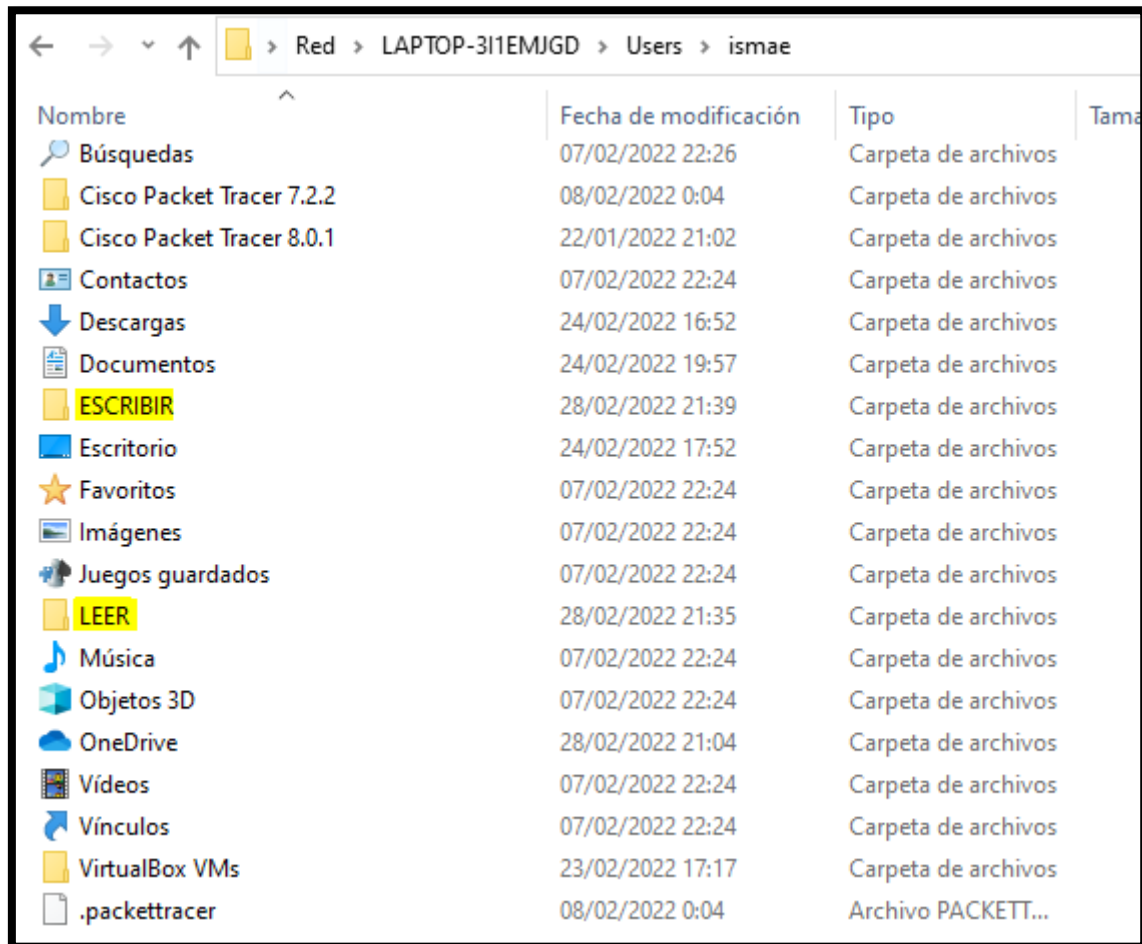 Red > LAPTOP-3I1EMJGD > Users > ismae
Nombre Fecha de modificación Tipo Tama
Búsquedas 07/02/2022 22:26 Carpeta de archivos
Cisco Packet Tracer 7.2.2 08/02/2022 0:04 Carpeta de archivos
Cisco Packet Tracer 8.0.1 22/01/2022 21:02 Carpeta de archivos
Contactos 07/02/2022 22:24 Carpeta de archivos
Descargas 24/02/2022 16:52 Carpeta de archivos
Documentos 24/02/2022 19:57 Carpeta de archivos
ESCRIBIR 28/02/2022 21:39 Carpeta de archivos
Escritorio 24/02/2022 17:52 Carpeta de archivos
Favoritos 07/02/2022 22:24 Carpeta de archivos
Imágenes 07/02/2022 22:24 Carpeta de archivos
Juegos guardados 07/02/2022 22:24 Carpeta de archivos
LEER 28/02/2022 21:35 Carpeta de archivos
Música 07/02/2022 22:24 Carpeta de archivos
Objetos 3D 07/02/2022 22:24 Carpeta de archivos
OneDrive 28/02/2022 21:04 Carpeta de archivos
Vídeos 07/02/2022 22:24 Carpeta de archivos
Vínculos 07/02/2022 22:24 Carpeta de archivos
VirtualBox VMs 23/02/2022 17:17 Carpeta de archivos
.packettracer 08/02/2022 0:04 Archivo PACKETT...